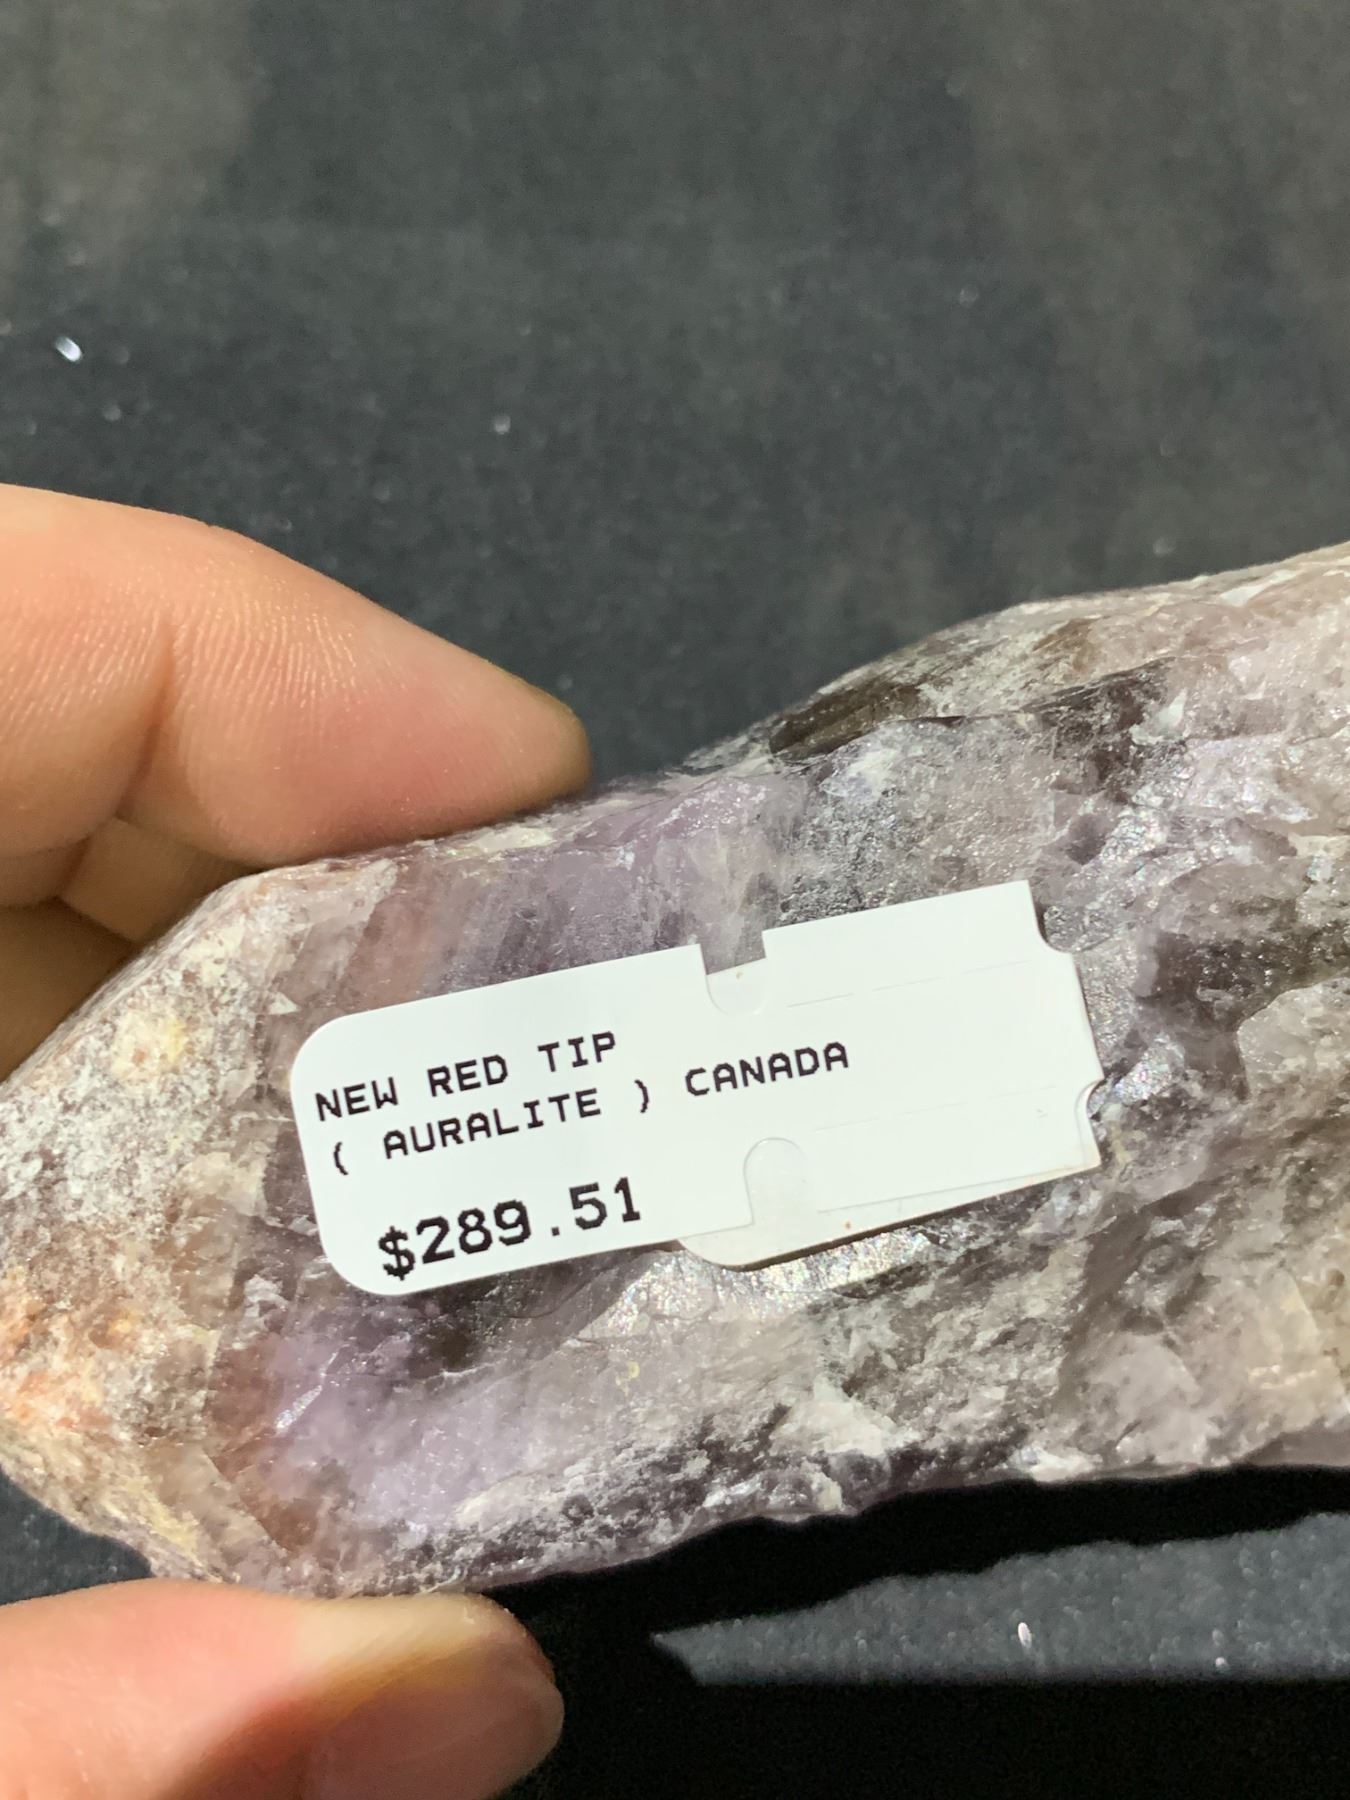 NEW RED TIP
( AURALITE ) CANADA
$289.51